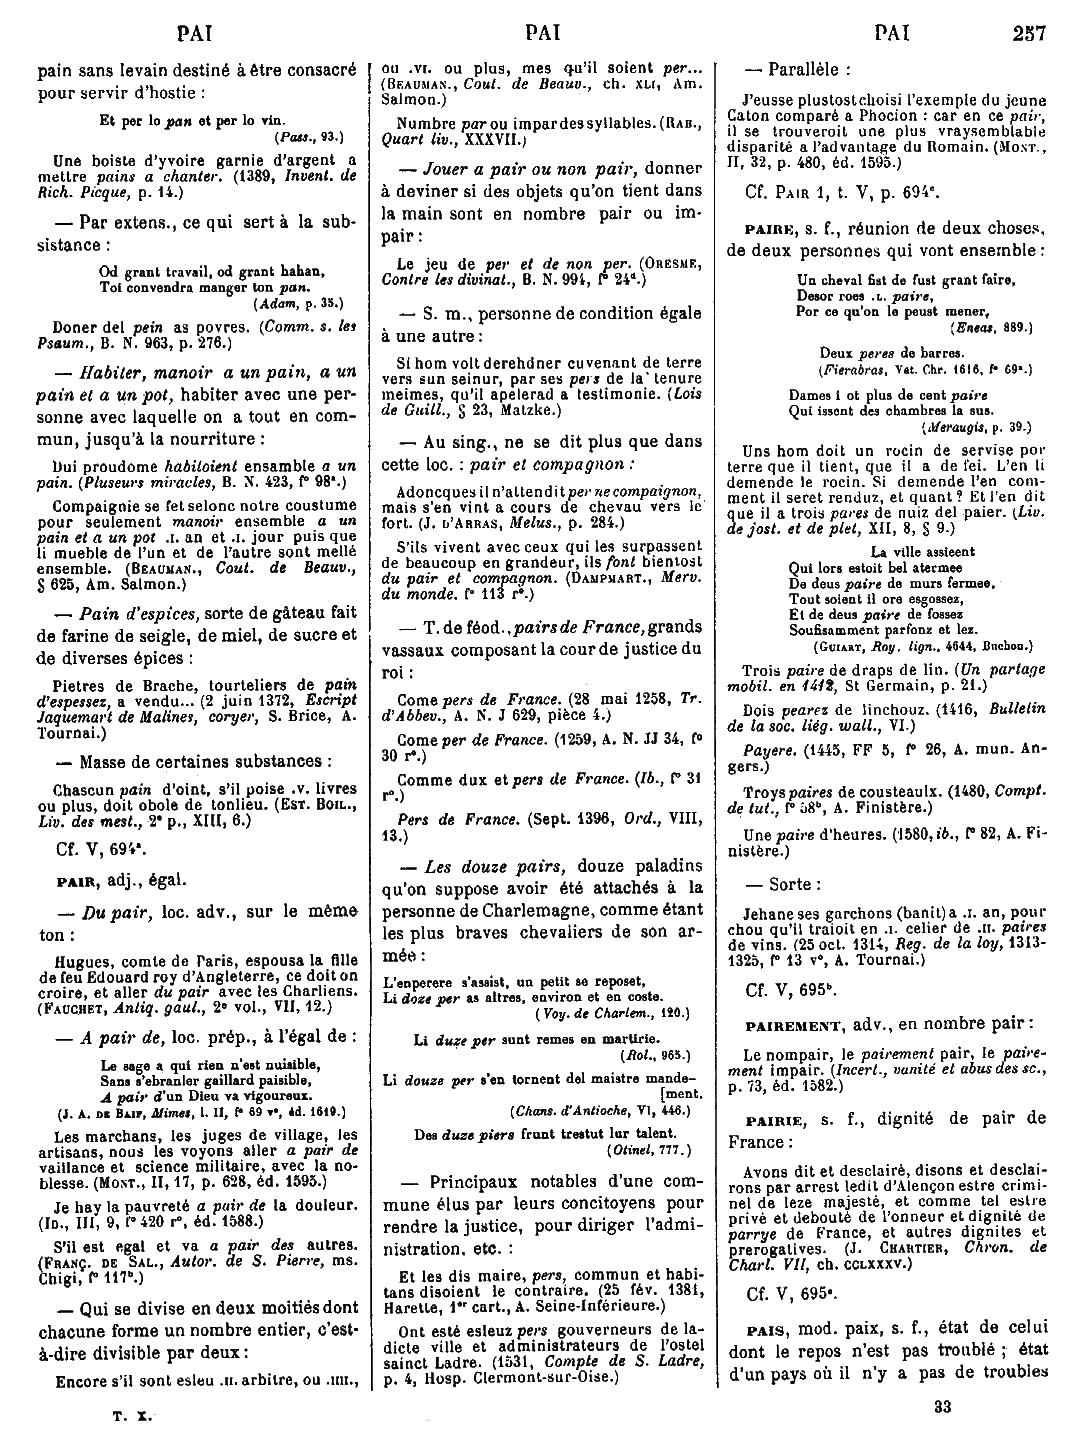 PAI PAI PAI 257
pain sans levain destiné à être consacré
pour servir d'hostie :
Et per lo pan et per lo vin.
(Pass., 93.)
Une boiste d'yvoire garnie d'argent a
mettre pains a chanter. (1389, Invent. de
Rich. Picque, p. 14.)
— Par extens., ce qui sert à la sub-
sistance :
Od grant travail, od grant hahan,
Toi convendra manger ton pan.
(Adam, p. 35.)
Doner del pein as povres. (Comm. s. les
Psaum., B. N. 963, p. 276.)
— Habiter, manoir a un pain, a un
pain et a un pot, habiter avec une per-
sonne avec laquelle on a tout en com-
mun, jusqu'à la nourriture :
Dui proudome habitoient ensamble a un
pain. (Pluseurs miracles, B. N. 423, f° 98ª.)
Compaignie se fet selonc notre coustume
pour seulement manoir ensemble a un
pain et a un pot .I. an et .I. jour puis que
li mueble de l'un et de l'autre sont mellé
ensemble. (BEAUMAN., Cout. de Beauv.,
§ 625, Am. Salmon.)
— Pain d'espices, sorte de gâteau fait
de farine de seigle, de miel, de sucre et
de diverses épices :
Pietres de Brache, tourteliers de pain
d'espessez, a vendu... (2 juin 1372, Escript
Jaquemart de Malines, coryer, S. Brice, A.
Tournai.)
— Masse de certaines substances :
Chascun pain d'oint, s'il poise .v. livres
ou plus, doit obole de tonlieu. (EST. BOIL.,
Liv. des mest., 2e p., XIII, 6.)
Cf. V, 694ª.
PAIR, adj., égal.
— Du pair, loc. adv., sur le même
ton :
Hugues, comte de Paris, espousa la fille
de feu Edouard roy d'Angleterre, ce doit on
croire, et aller du pair avec les Charliens.
(FAUCHET, Antiq. gaul., 2e vol., VII, 12.)
— A pair de, loc. prép., à l'égal de :
Le sage a qui rien n'est nuisible,
Sans s'ebranler gaillard paisible,
A pair d'un Dieu va vigoureux.
(J. A. DE BAIF, Mimes, l. II, f° 69 v°, éd. 1619.)
Les marchans, les juges de village, les
artisans, nous les voyons aller a pair de
vaillance et science militaire, avec la no-
blesse. (MONT., II, 17, p. 628, éd. 1595.)
Je hay la pauvreté a pair de la douleur.
(ID., III, 9, f° 420 r°, éd. 1588.)
S'il est egal et va a pair des autres.
(FRANÇ. DE SAL., Autor. de S. Pierre, ms.
Chigi, f° 117b.)
— Qui se divise en deux moitiés dont
chacune forme un nombre entier, c'est-
à-dire divisible par deux :
Encore s'il sont esleu .II. arbitre, ou .IIII.,
T. X.
ou .VI. ou plus, mes qu'il soient per...
(BEAUMAN., Cout. de Beauv., ch. XLI, Am.
Salmon.)
Numbre par ou impar des syllabes. (RAB.,
Quart liv., XXXVII.)
— Jouer a pair ou non pair, donner
à deviner si des objets qu'on tient dans
la main sont en nombre pair ou im-
pair :
Le jeu de per et de non per. (ORESME,
Contre les divinat., B. N. 994, f° 24d.)
— S. m., personne de condition égale
à une autre :
Si hom volt derehdner cuvenant de terre
vers sun seinur, par ses pers de la tenure
meimes, qu'il apelerad a testimonie. (Lois
de Guill., § 23, Matzke.)
— Au sing., ne se dit plus que dans
cette loc. : pair et compagnon :
Adoncques il n'attendit per ne compaignon,
mais s'en vint a cours de chevau vers le
fort. (J. D'ARRAS, Melus., p. 284.)
S'ils vivent avec ceux qui les surpassent
de beaucoup en grandeur, ils font bientost
du pair et compagnon. (DAMPMART., Merv.
du monde. f° 113 r°.)
— T. de féod., pairs de France, grands
vassaux composant la cour de justice du
roi :
Come pers de France. (28 mai 1258, Tr.
d'Abbev., A. N. J 629, pièce 4.)
Come per de France. (1259, A. N. JJ 34, f°
30 r°.)
Comme dux et pers de France. (Ib., f° 31
r°.)
Pers de France. (Sept. 1396, Ord., VIII,
13.)
— Les douze pairs, douze paladins
qu'on suppose avoir été attachés à la
personne de Charlemagne, comme étant
les plus braves chevaliers de son ar-
mée :
L'enperere s'asist, un petit se reposet,
Li doze per as altres, environ et en coste.
(Voy. de Charlem., 120.)
Li duze per sunt remes en martirie.
(Rol., 965.)
Li douze per s'en tornent del maistre mande-
[ment.
(Chans. d'Antioche, VI, 446.)
Des duze piers frunt trestut lur talent.
(Otinel, 777.)
— Principaux notables d'une com-
mune élus par leurs concitoyens pour
rendre la justice, pour diriger l'admi-
nistration, etc. :
Et les dis maire, pers, commun et habi-
tans disoient le contraire. (25 fév. 1381,
Harelle, 1er cart., A. Seine-Inférieure.)
Ont esté esleuz pers gouverneurs de la-
dicte ville et administrateurs de l'ostel
sainct Ladre. (1531, Compte de S. Ladre,
p. 4, Hosp. Clermont-sur-Oise.)
— Parallèle :
J'eusse plustost choisi l'exemple du jeune
Caton comparé a Phocion : car en ce pair,
il se trouveroit une plus vraysemblable
disparité a l'advantage du Romain. (MONT.,
II, 32, p. 480, éd. 1595.)
Cf. PAIR 1, t. V, p. 694c.
PAIRE, s. f., réunion de deux choses,
de deux personnes qui vont ensemble :
Un cheval fist de fust grant faire,
Desor roes .L. paire,
Por ce qu'on le peust mener,
(Eneas, 889.)
Deux peres de barres.
(Fierabras, Vat. Chr. 1616, f° 69ª.)
Dames i ot plus de cent paire
Qui issent des chambres la sus.
(Meraugis, p. 39.)
Uns hom doit un rocin de servise por
terre que il tient, que il a de fei. L'en li
demende le rocin. Si demende l'en com-
ment il seret renduz, et quant ? Et l'en dit
que il a trois pares de nuiz del paier. (Liv.
de jost. et de plet, XII, 8, § 9.)
La ville assieent
Qui lors estoit bel atermee
De deus paire de murs fermee,
Tout soient il ore esgossez,
Et de deus paire de fossez
Soufisamment parfonz et lez.
(GUIART, Roy. lign., 4644, Buchon.)
Trois paire de draps de lin. (Un partage
mobil. en 1412, St Germain, p. 21.)
Dois pearez de linchouz. (1416, Bulletin
de la soc. liég. wall., VI.)
Payere. (1445, FF 5, f° 26, A. mun. An-
gers.)
Troys paires de cousteaulx. (1480, Compt.
de tut., f° 58b, A. Finistère.)
Une paire d'heures. (1580, ib., f° 82, A. Fi-
nistère.)
— Sorte :
Jehane ses garchons (banit) a .I. an, pour
chou qu'il traioit en .I. celier de .II. paires
de vins. (25 oct. 1314, Reg. de la loy, 1313-
1325, f° 13 v°, A. Tournai.)
Cf. V, 695b.
PAIREMENT, adv., en nombre pair :
Le nompair, le pairement pair, le paire-
ment impair. (Incert., vanité et abus des sc.,
p. 73, éd. 1582.)
PAIRIE, s. f., dignité de pair de
France :
Avons dit et desclairé, disons et desclai-
rons par arrest ledit d'Alençon estre crimi-
nel de leze majesté, et comme tel estre
privé et debouté de l'onneur et dignité de
parrye de France, et autres dignites et
prerogatives. (J. CHARTIER, Chron. de
Charl. VII, ch. CCLXXXV.)
Cf. V, 695c.
PAIS, mod. paix, s. f., état de celui
dont le repos n'est pas troublé ; état
d'un pays où il n'y a pas de troubles
33